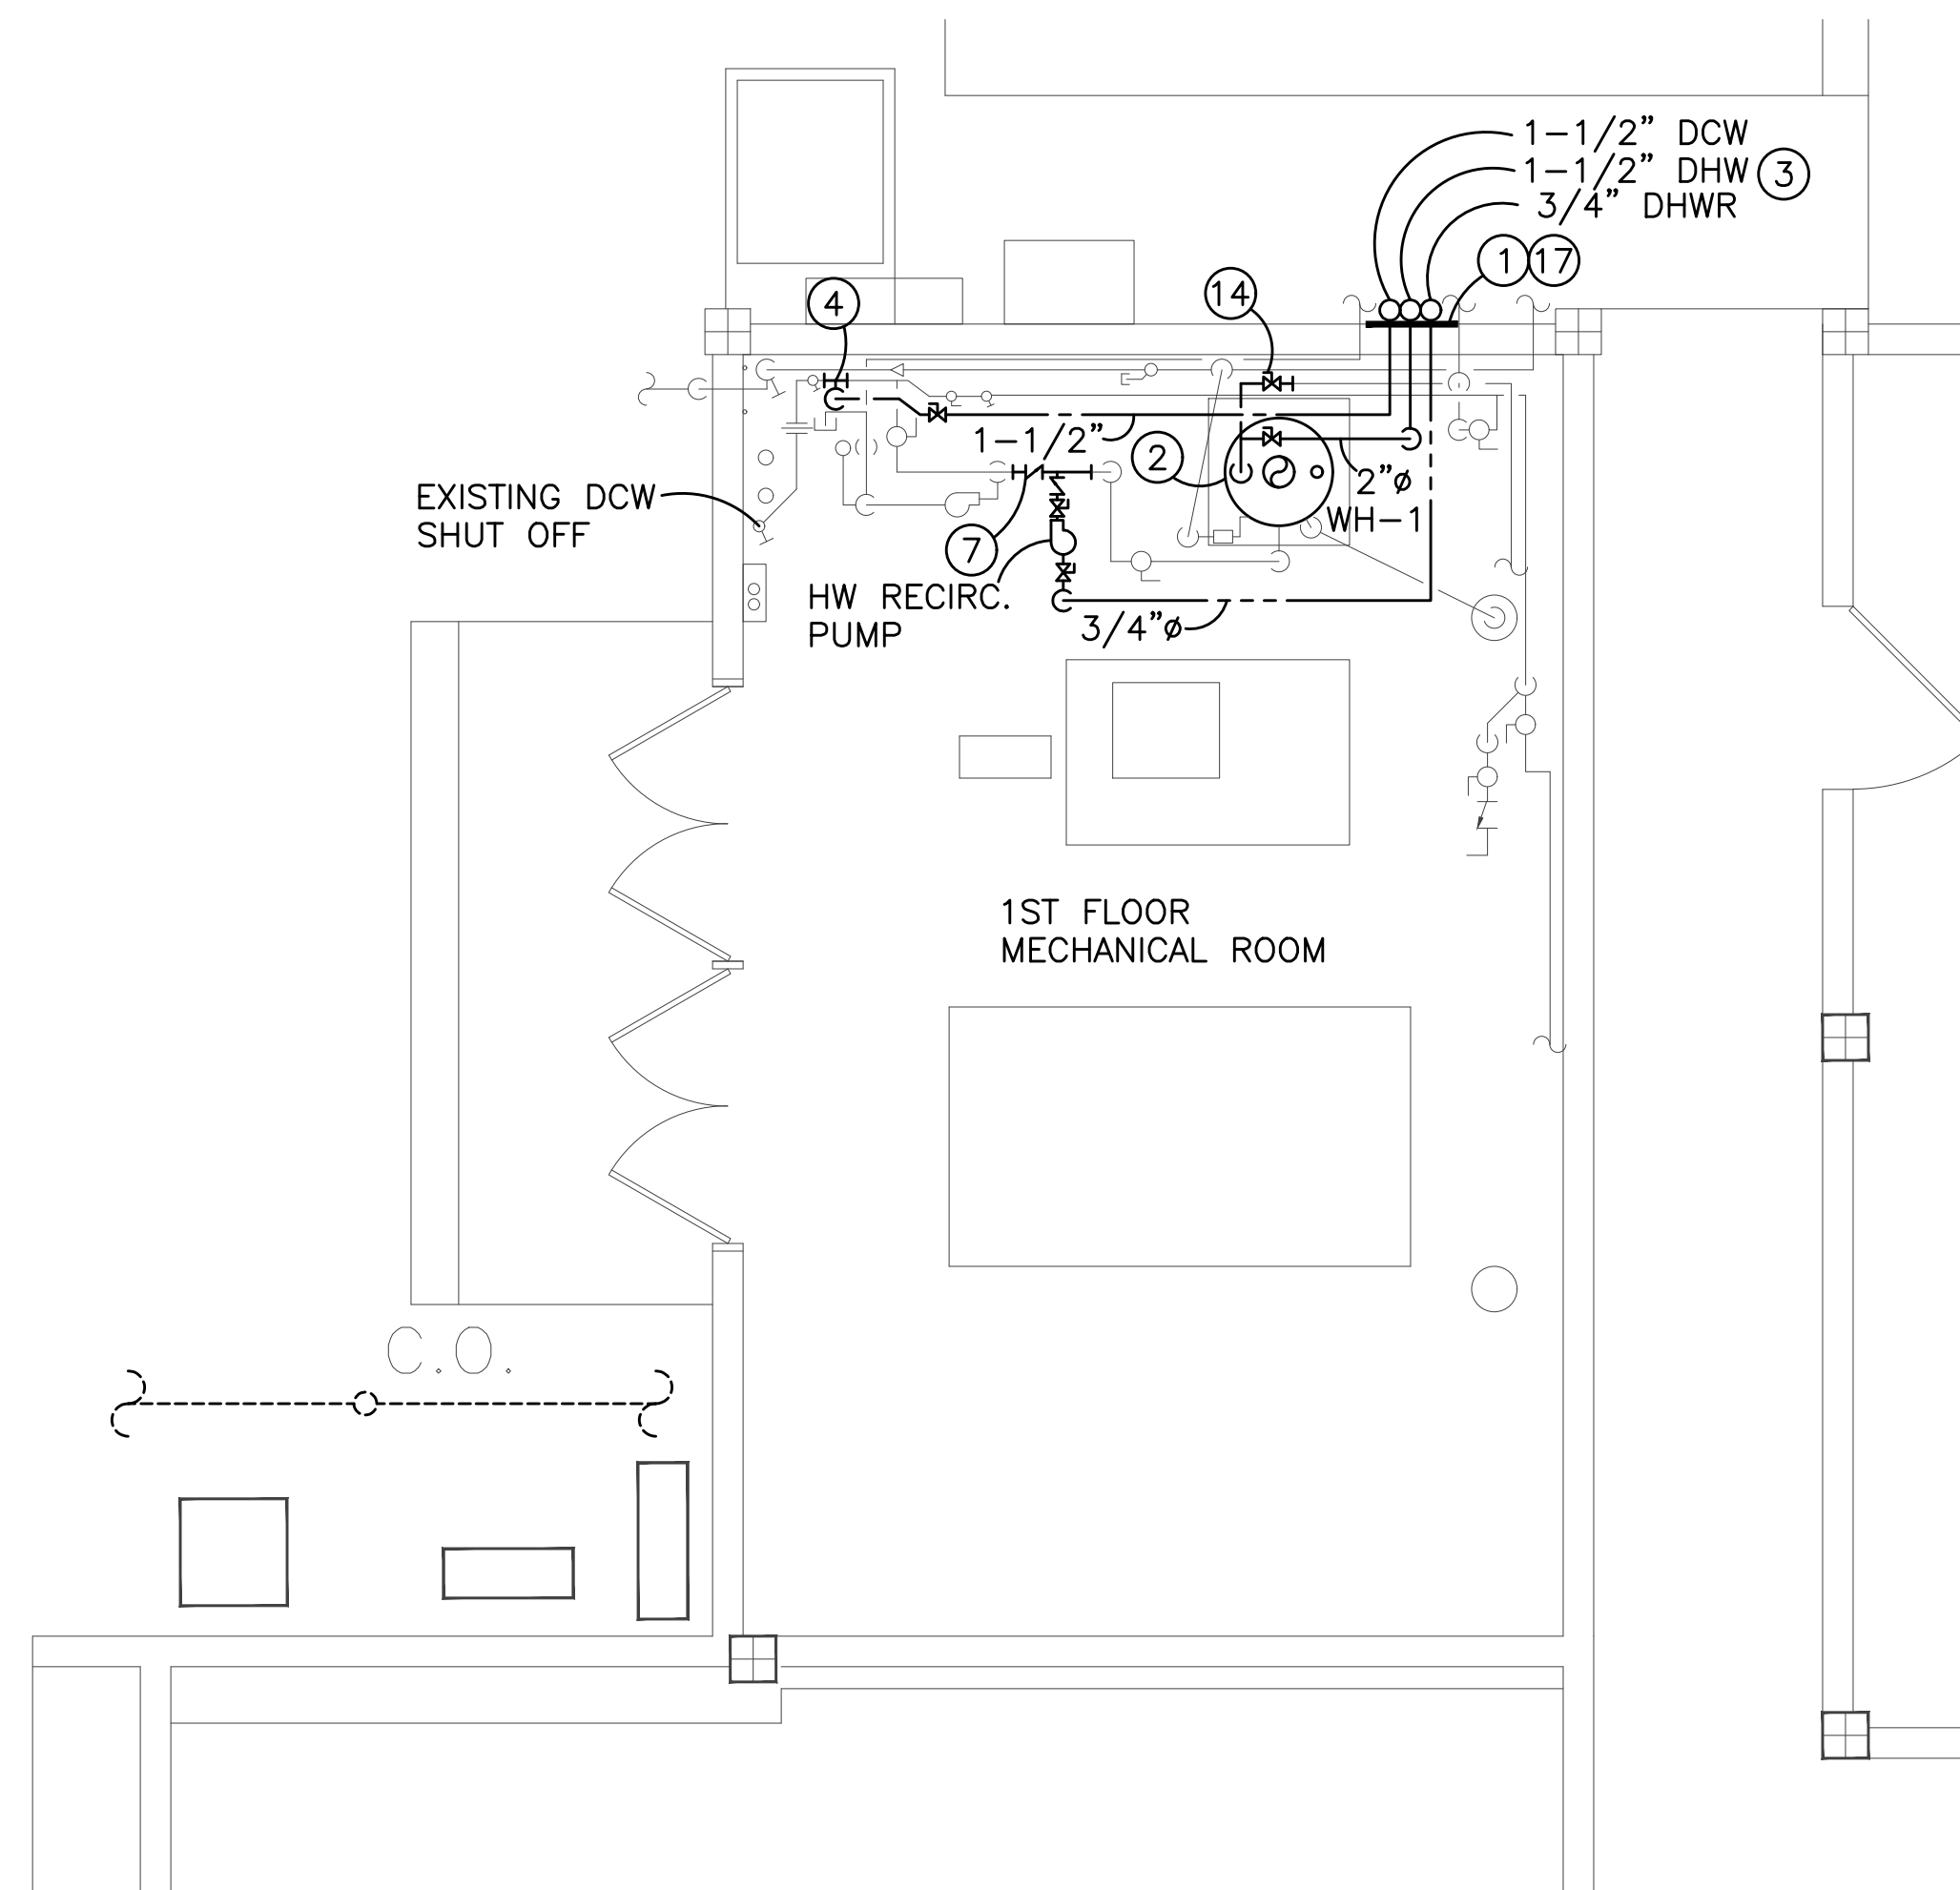 1-1/2" DCW
1-1/2" DHW 3
3/4" DHWR
1 17
14
4
1-1/2"
2
2"ø
WH-1
EXISTING DCW
SHUT OFF
7
HW RECIRC.
PUMP
3/4"ø
1ST FLOOR
MECHANICAL ROOM
C.O.